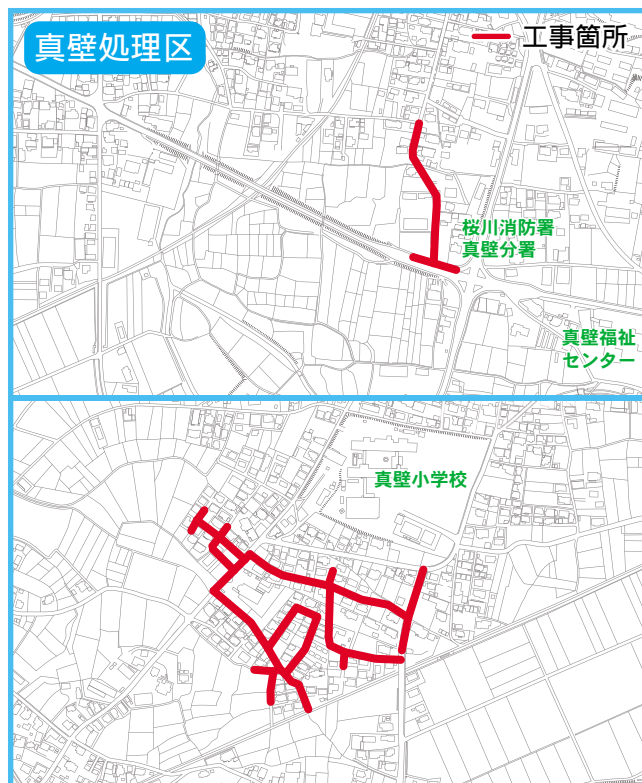 真壁処理区
工事箇所
桜川消防署
真壁分署
真壁福祉
センター
真壁小学校